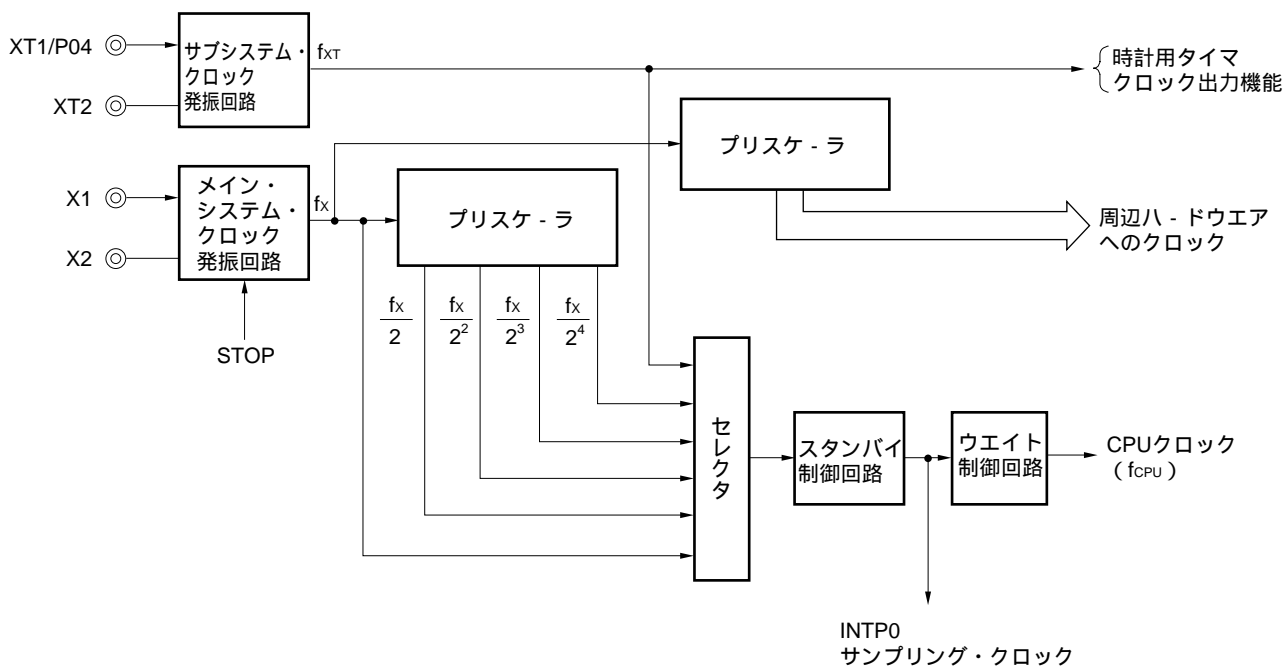 XT1/P04
XT2
サブシステム・
クロック
発振回路
fXT
時計用タイマ
クロック出力機能
プリスケ - ラ
X1
X2
メイン・
システム・
クロック
発振回路
fX
プリスケ - ラ
周辺ハ - ドウエア
へのクロック
STOP
fX/2
fX/2²
fX/2³
fX/2⁴
セレクタ
スタンバイ
制御回路
ウエイト
制御回路
CPUクロック
（fCPU）
INTP0
サンプリング・クロック